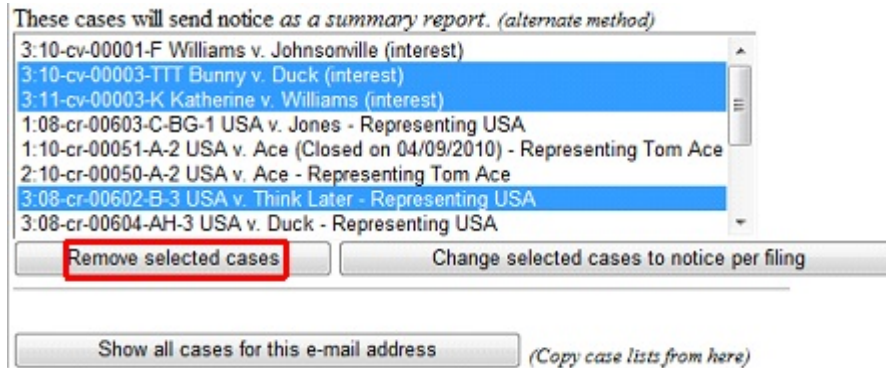 These cases will send notice as a summary report. (alternate method)
3:10-cv-00001-F Williams v. Johnsonville (interest)
3:10-cv-00003-TTT Bunny v. Duck (interest)
3:11-cv-00003-K Katherine v. Williams (interest)
1:08-cr-00603-C-BG-1 USA v. Jones - Representing USA
1:10-cr-00051-A-2 USA v. Ace (Closed on 04/09/2010) - Representing Tom Ace
2:10-cr-00050-A-2 USA v. Ace - Representing Tom Ace
3:08-cr-00602-B-3 USA v. Think Later - Representing USA
3:08-cr-00604-AH-3 USA v. Duck - Representing USA
Remove selected cases Change selected cases to notice per filing
Show all cases for this e-mail address (Copy case lists from here)